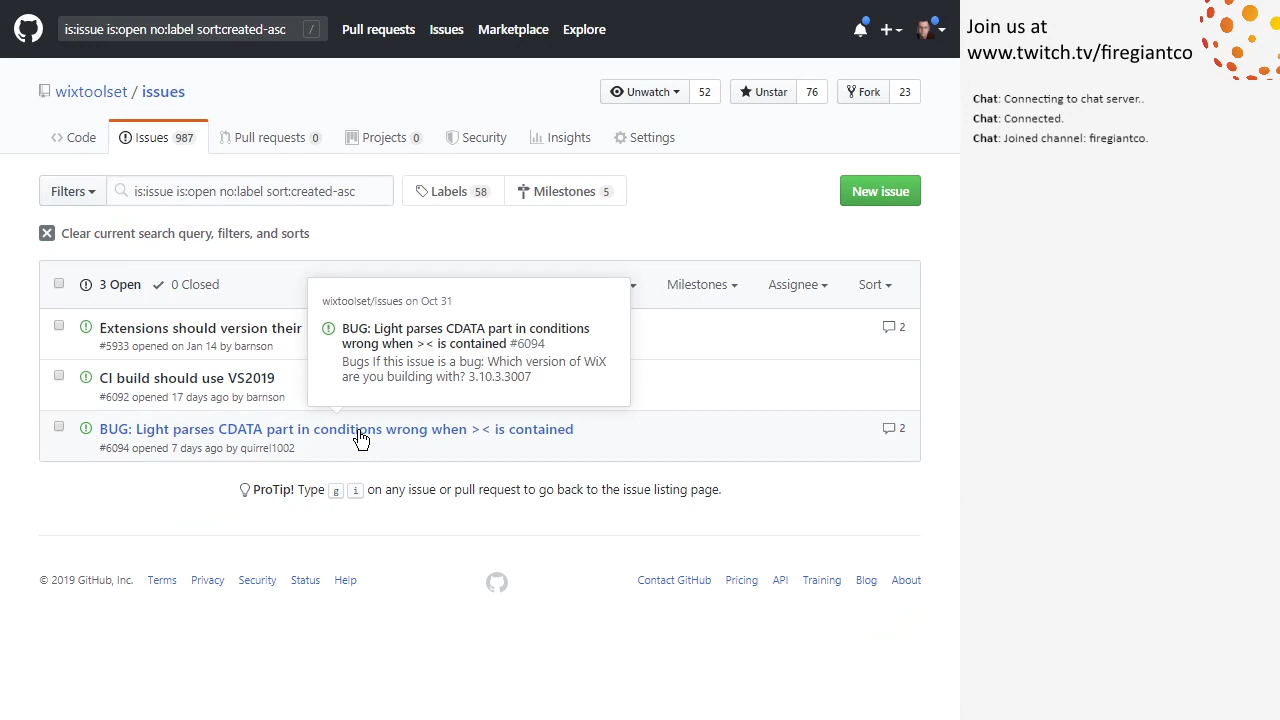 is:issue is:open no:label sort:created-asc /
Pull requests Issues Marketplace Explore
Join us at
www.twitch.tv/firegiantco
wixtoolset / issues
Unwatch 52
Unstar 76
Fork 23
Chat: Connecting to chat server..
Chat: Connected.
Chat: Joined channel: firegiantco.
Code
Issues 987
Pull requests 0
Projects 0
Security
Insights
Settings
Filters
is:issue is:open no:label sort:created-asc
Labels 58
Milestones 5
New issue
Clear current search query, filters, and sorts
3 Open 0 Closed
Milestones
Assignee
Sort
wixtoolset/issues on Oct 31
BUG: Light parses CDATA part in conditions
wrong when >< is contained #6094
Bugs If this issue is a bug: Which version of WiX
are you building with? 3.10.3.3007
Extensions should version their
2
#5933 opened on Jan 14 by barnson
CI build should use VS2019
#6092 opened 17 days ago by barnson
BUG: Light parses CDATA part in conditions wrong when >< is contained
2
#6094 opened 7 days ago by quirrel1002
ProTip! Type g i on any issue or pull request to go back to the issue listing page.
© 2019 GitHub, Inc. Terms Privacy Security Status Help
Contact GitHub Pricing API Training Blog About